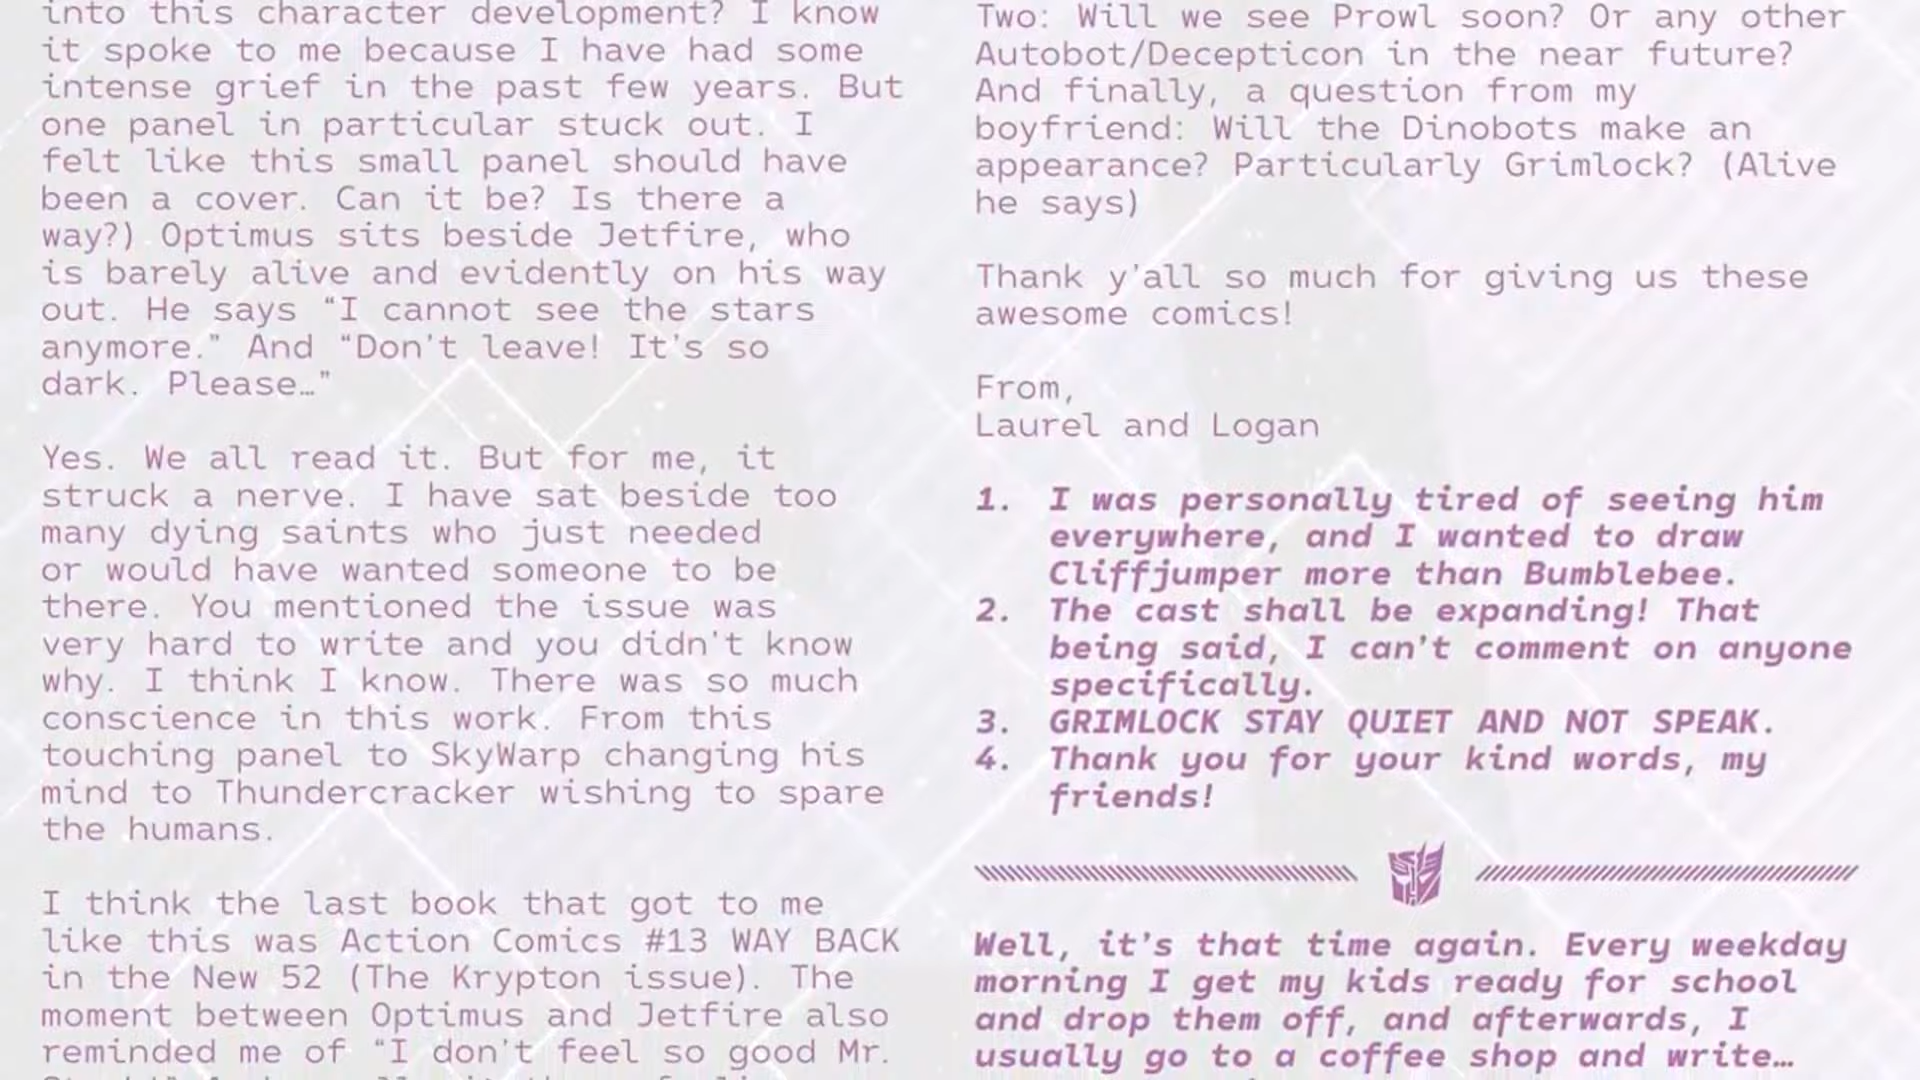 into this character development? I know
it spoke to me because I have had some
intense grief in the past few years. But
one panel in particular stuck out. I
felt like this small panel should have
been a cover. Can it be? Is there a
way?) Optimus sits beside Jetfire, who
is barely alive and evidently on his way
out. He says “I cannot see the stars
anymore.” And “Don't leave! It's so
dark. Please…”

Yes. We all read it. But for me, it
struck a nerve. I have sat beside too
many dying saints who just needed
or would have wanted someone to be
there. You mentioned the issue was
very hard to write and you didn't know
why. I think I know. There was so much
conscience in this work. From this
touching panel to SkyWarp changing his
mind to Thundercracker wishing to spare
the humans.

I think the last book that got to me
like this was Action Comics #13 WAY BACK
in the New 52 (The Krypton issue). The
moment between Optimus and Jetfire also
reminded me of “I don't feel so good Mr.

Two: Will we see Prowl soon? Or any other
Autobot/Decepticon in the near future?
And finally, a question from my
boyfriend: Will the Dinobots make an
appearance? Particularly Grimlock? (Alive
he says)

Thank y'all so much for giving us these
awesome comics!

From,
Laurel and Logan

1. I was personally tired of seeing him
everywhere, and I wanted to draw
Cliffjumper more than Bumblebee.
2. The cast shall be expanding! That
being said, I can't comment on anyone
specifically.
3. GRIMLOCK STAY QUIET AND NOT SPEAK.
4. Thank you for your kind words, my
friends!

Well, it's that time again. Every weekday
morning I get my kids ready for school
and drop them off, and afterwards, I
usually go to a coffee shop and write…